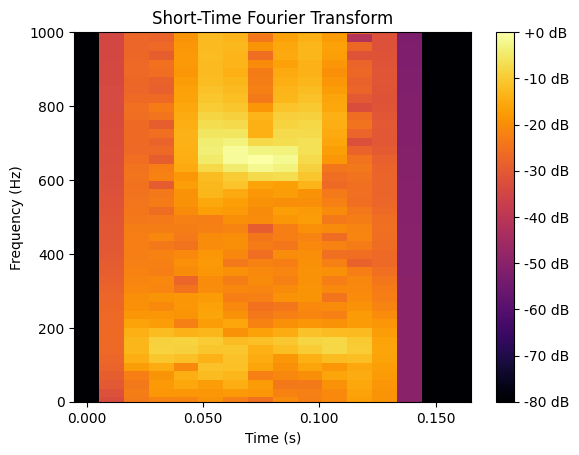 Short-Time Fourier Transform
Frequency (Hz)
1000
800
600
400
200
0
0.000
0.050
0.100
0.150
Time (s)
+0 dB
-10 dB
-20 dB
-30 dB
-40 dB
-50 dB
-60 dB
-70 dB
-80 dB